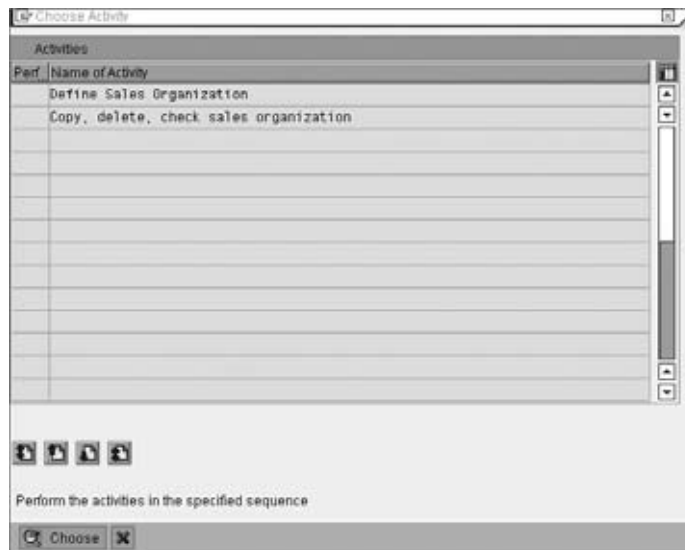 Choose Activity
Activities
Perf. Name of Activity
Define Sales Organization
Copy, delete, check sales organization
Perform the activities in the specified sequence
Choose